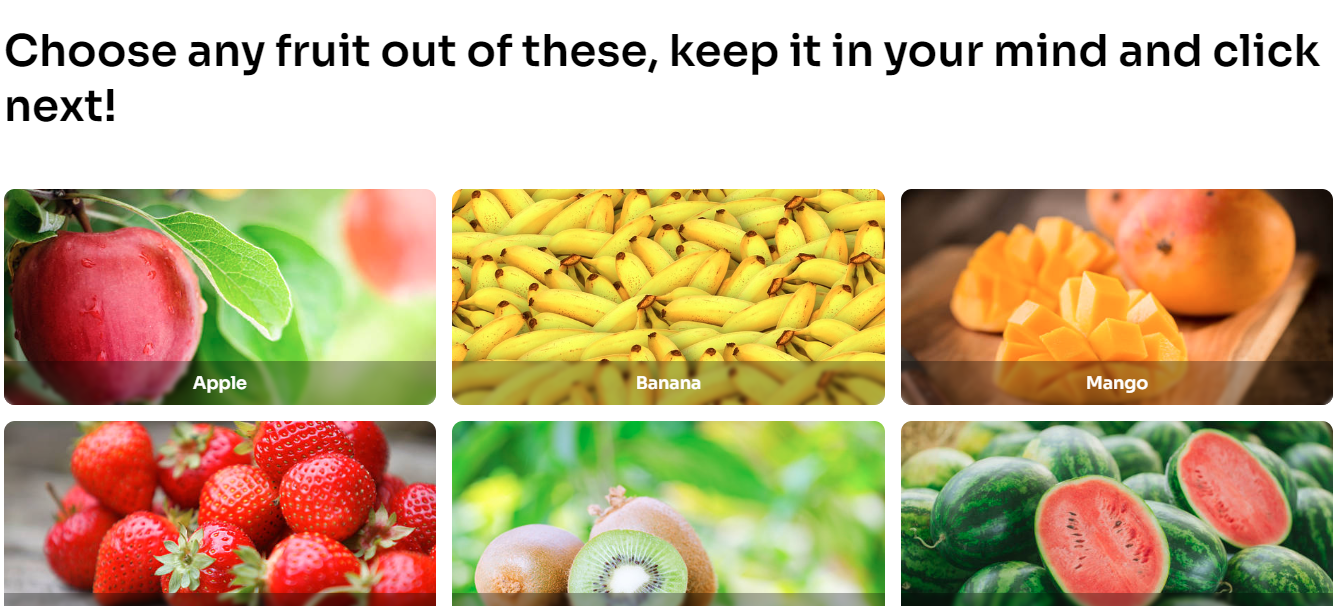 Choose any fruit out of these, keep it in your mind and click
next!
Apple
Banana
Mango